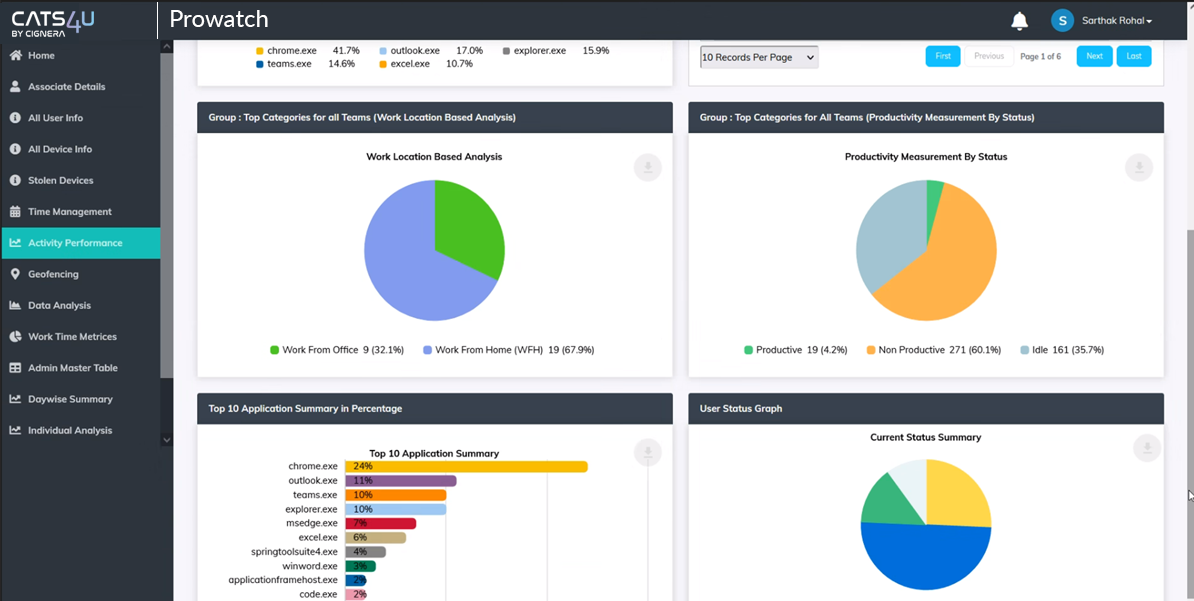 CATS4U
BY CIGNERA
Prowatch
S
Sarthak Rohal
Home
Associate Details
All User Info
All Device Info
Stolen Devices
Time Management
Activity Performance
Geofencing
Data Analysis
Work Time Metrices
Admin Master Table
Daywise Summary
Individual Analysis
chrome.exe 41.7% outlook.exe 17.0% explorer.exe 15.9%
teams.exe 14.6% excel.exe 10.7%
10 Records Per Page
First Previous Page 1 of 6 Next Last
Group : Top Categories for all Teams (Work Location Based Analysis)
Work Location Based Analysis
Work From Office 9 (32.1%) Work From Home (WFH) 19 (67.9%)
Group : Top Categories for All Teams (Productivity Measurement By Status)
Productivity Measurement By Status
Productive 19 (4.2%) Non Productive 271 (60.1%) Idle 161 (35.7%)
Top 10 Application Summary in Percentage
Top 10 Application Summary
chrome.exe 24%
outlook.exe 11%
teams.exe 10%
explorer.exe 10%
msedge.exe 7%
excel.exe 6%
springtoolsuite4.exe 4%
winword.exe 3%
applicationframehost.exe 2%
code.exe 2%
User Status Graph
Current Status Summary